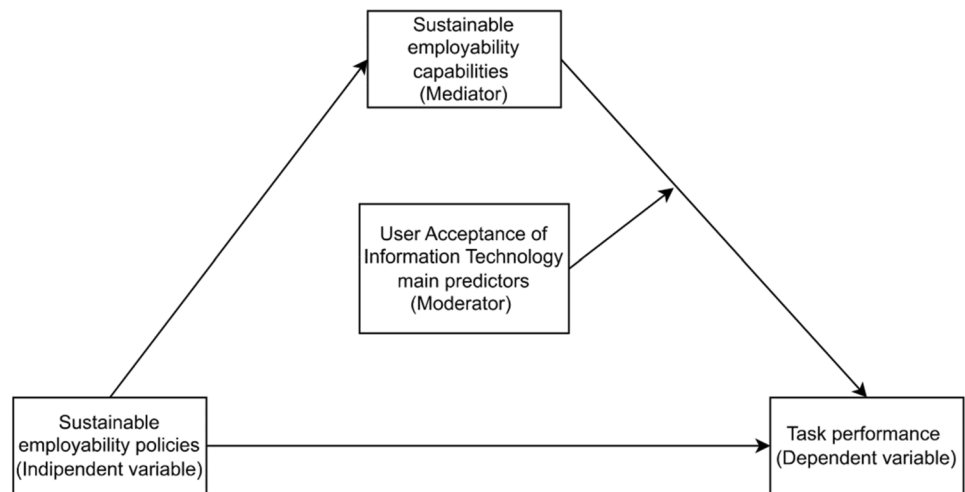 Sustainable
employability
capabilities
(Mediator)
User Acceptance of
Information Technology
main predictors
(Moderator)
Sustainable
employability policies
(Indipendent variable)
Task performance
(Dependent variable)